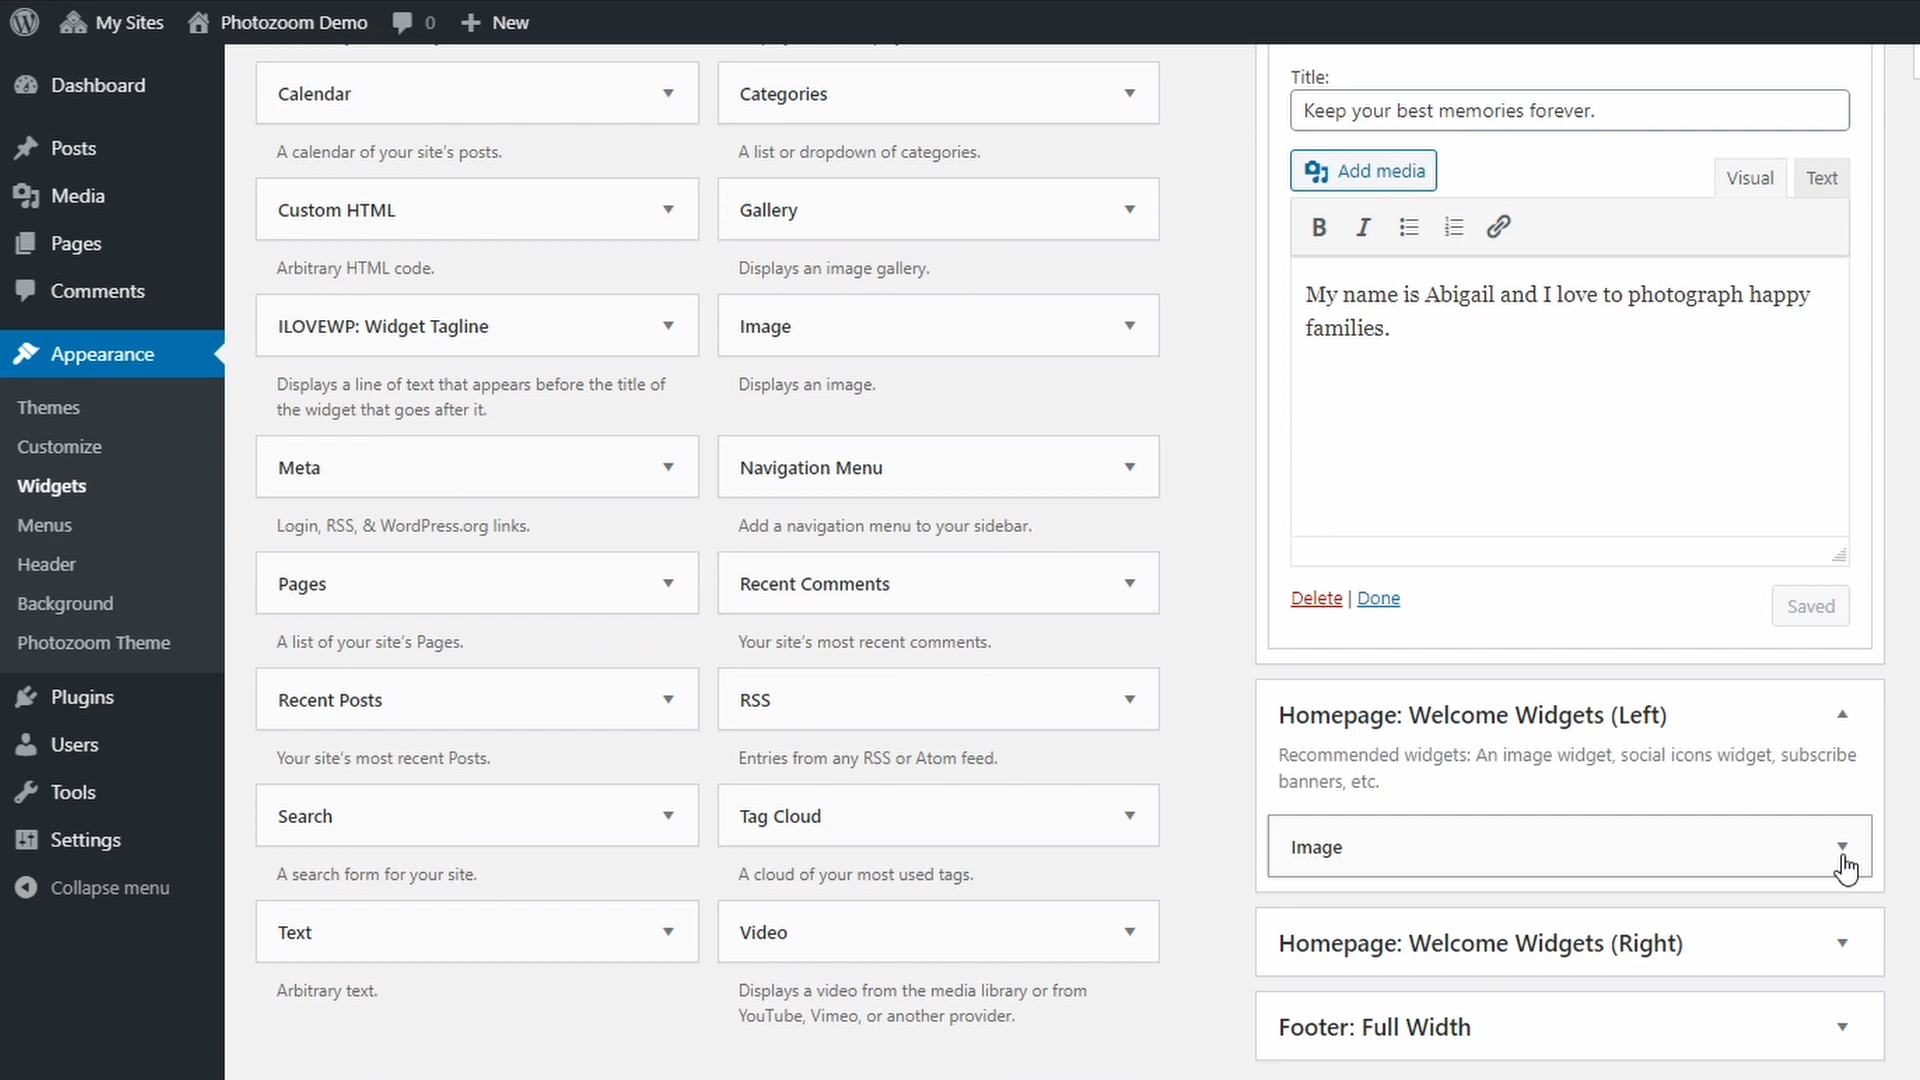 My Sites
Photozoom Demo
0
New
Dashboard
Posts
Media
Pages
Comments
Appearance
Themes
Customize
Widgets
Menus
Header
Background
Photozoom Theme
Plugins
Users
Tools
Settings
Collapse menu
Calendar
A calendar of your site's posts.
Custom HTML
Arbitrary HTML code.
ILOVEWP: Widget Tagline
Displays a line of text that appears before the title of
the widget that goes after it.
Meta
Login, RSS, & WordPress.org links.
Pages
A list of your site's Pages.
Recent Posts
Your site's most recent Posts.
Search
A search form for your site.
Text
Arbitrary text.
Categories
A list or dropdown of categories.
Gallery
Displays an image gallery.
Image
Displays an image.
Navigation Menu
Add a navigation menu to your sidebar.
Recent Comments
Your site's most recent comments.
RSS
Entries from any RSS or Atom feed.
Tag Cloud
A cloud of your most used tags.
Video
Displays a video from the media library or from
YouTube, Vimeo, or another provider.
Title:
Keep your best memories forever.
Add media
Visual
Text
B I
My name is Abigail and I love to photograph happy
families.
Delete | Done
Saved
Homepage: Welcome Widgets (Left)
Recommended widgets: An image widget, social icons widget, subscribe
banners, etc.
Image
Homepage: Welcome Widgets (Right)
Footer: Full Width